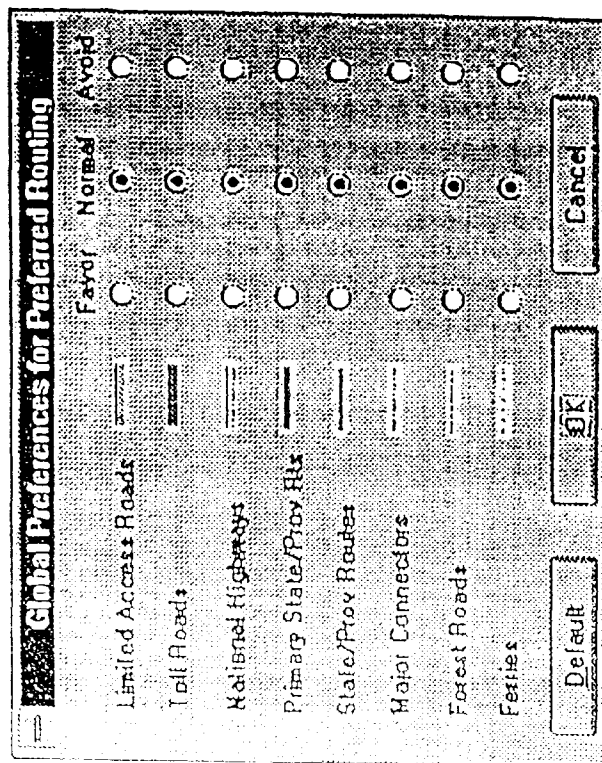 Global Preferences for Preferred Routing
Favor Normal Avoid
Limited Access Roads
Toll Roads
National Highways
Primary State/Prov Rts
State/Prov Routes
Major Connectors
Forest Roads
Ferries
Default OK Cancel